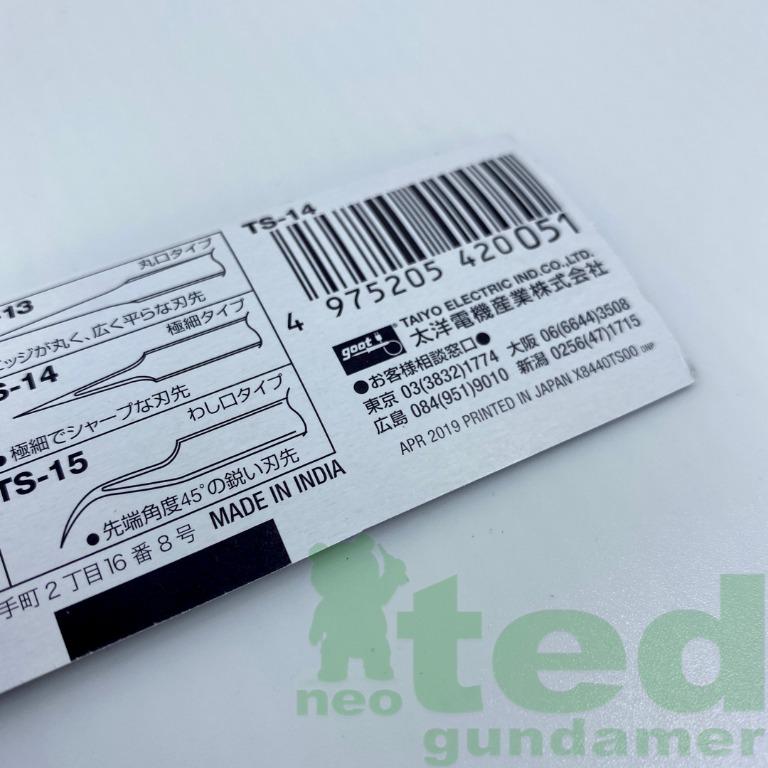 丸口タイプ
13
エッジが丸く、広く平らな刃先
極細タイプ
S-14
●極細でシャープな刃先
わし口タイプ
TS-15
●先端角度45°の鋭い刃先
MADE IN INDIA
手町2丁目16番8号
TS-14
4 975205 420051
goot
TAIYO ELECTRIC IND.CO.,LTD.
太洋電機産業株式会社
●お客様相談窓口●
東京 03(3832)1774 大阪 06(6644)3508
広島 084(951)9010 新潟 0256(47)1715
APR 2019 PRINTED IN JAPAN X8440TS00 DNP
neo ted
gundamer